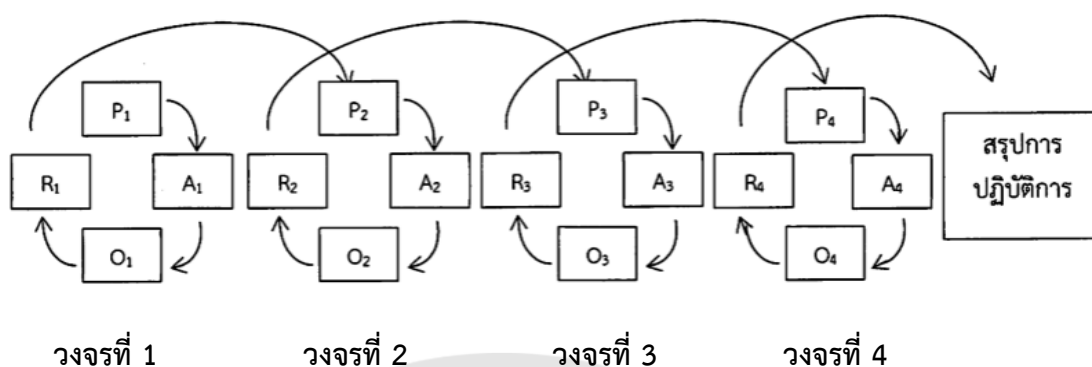 P₁
P₂
P₃
P₄
R₁
A₁
R₂
A₂
R₃
A₃
R₄
A₄
สรุปการ
ปฏิบัติการ
O₁
O₂
O₃
O₄
วงจรที่ 1
วงจรที่ 2
วงจรที่ 3
วงจรที่ 4